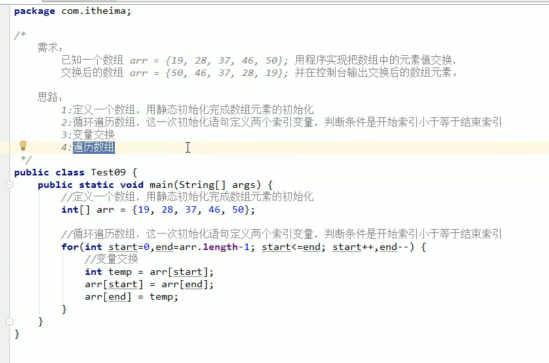 package com.itheima;
/*
需求：
已知一个数组 arr = {19, 28, 37, 46, 50}; 用程序实现把数组中的元素值交换，
交换后的数组 arr = {50, 46, 37, 28, 19}; 并在控制台输出交换后的数组元素。
思路：
1:定义一个数组，用静态初始化完成数组元素的初始化
2:循环遍历数组，这一次初始化语句定义两个索引变量，判断条件是开始索引小于等于结束索引
3:变量交换
4:遍历数组
*/
public class Test09 {
public static void main(String[] args) {
//定义一个数组，用静态初始化完成数组元素的初始化
int[] arr = {19, 28, 37, 46, 50};
//循环遍历数组，这一次初始化语句定义两个索引变量，判断条件是开始索引小于等于结束索引
for(int start=0,end=arr.length-1; start<=end; start++,end--) {
//变量交换
int temp = arr[start];
arr[start] = arr[end];
arr[end] = temp;
}
}
}